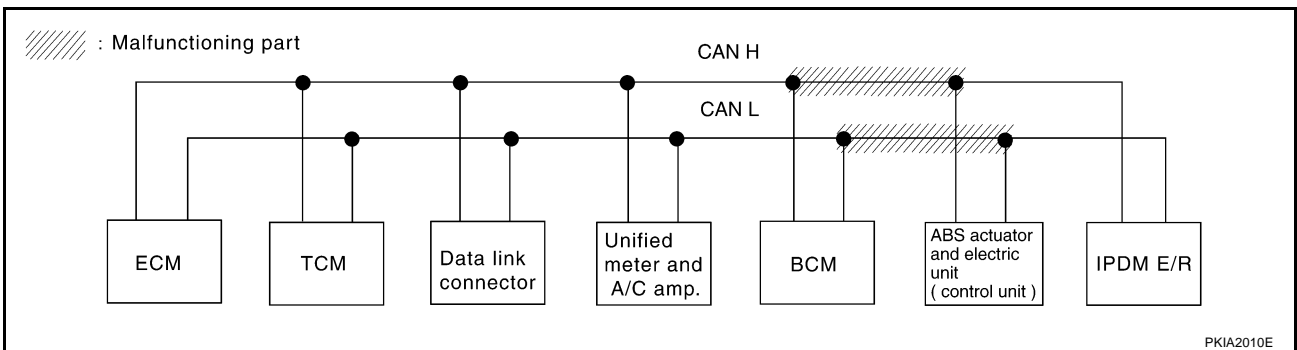 : Malfunctioning part
CAN H
CAN L
ECM
TCM
Data link
connector
Unified
meter and
A/C amp.
BCM
ABS actuator
and electric
unit
( control unit )
IPDM E/R
PKIA2010E